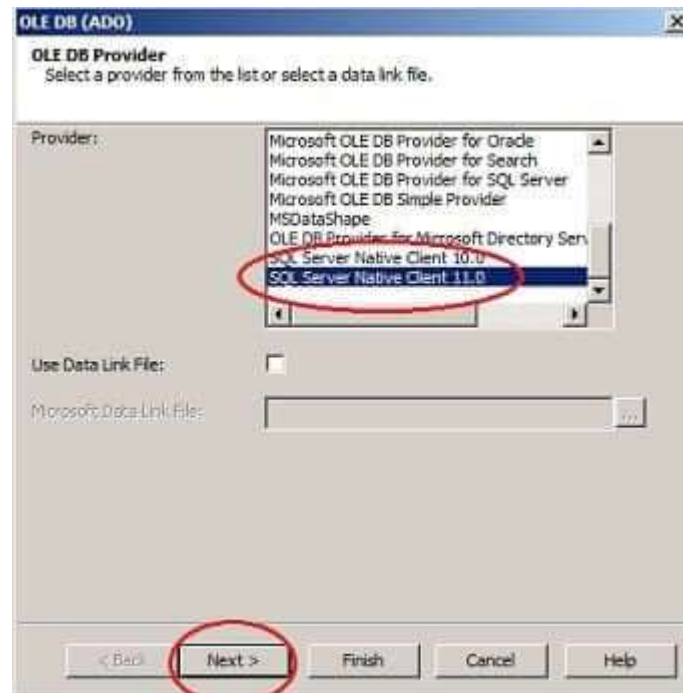 OLE DB (ADO)
OLE DB Provider
Select a provider from the list or select a data link file.
Provider:
Microsoft OLE DB Provider for Oracle
Microsoft OLE DB Provider for Search
Microsoft OLE DB Provider for SQL Server
Microsoft OLE DB Simple Provider
MSDataShape
OLE DB Provider for Microsoft Directory Serv
SQL Server Native Client 10.0
SQL Server Native Client 11.0
Use Data Link File:
Microsoft Data Link File:
...
< Back
Next >
Finish
Cancel
Help